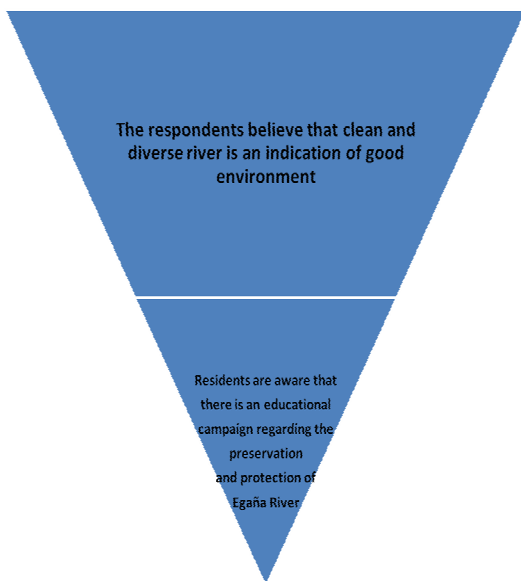 The respondents believe that clean and
diverse river is an indication of good
environment
Residents are aware that
there is an educational
campaign regarding the
preservation
and protection of
Egaña River